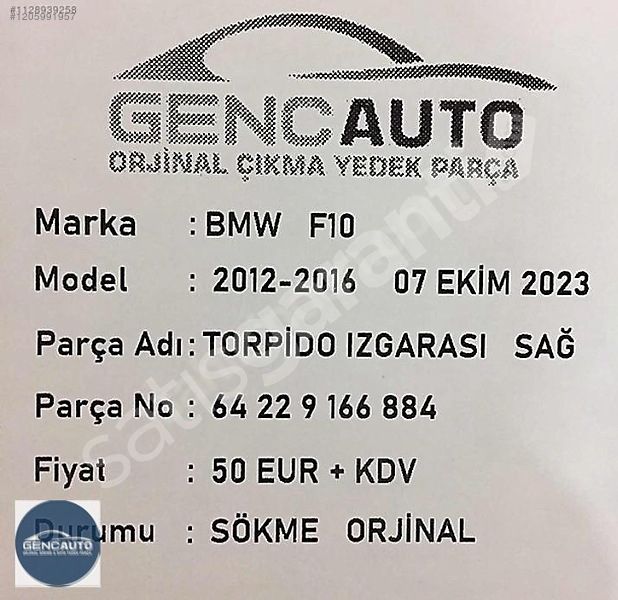 #1128939258
#1205991957
GENCAUTO
ORJİNAL ÇIKMA YEDEK PARÇA
Marka : BMW F10
Model : 2012-2016 07 EKİM 2023
Parça Adı : TORPİDO IZGARASI SAĞ
Parça No : 64 22 9 166 884
Fiyat : 50 EUR + KDV
Durumu : SÖKME ORJİNAL
satışgaranti
GENCAUTO